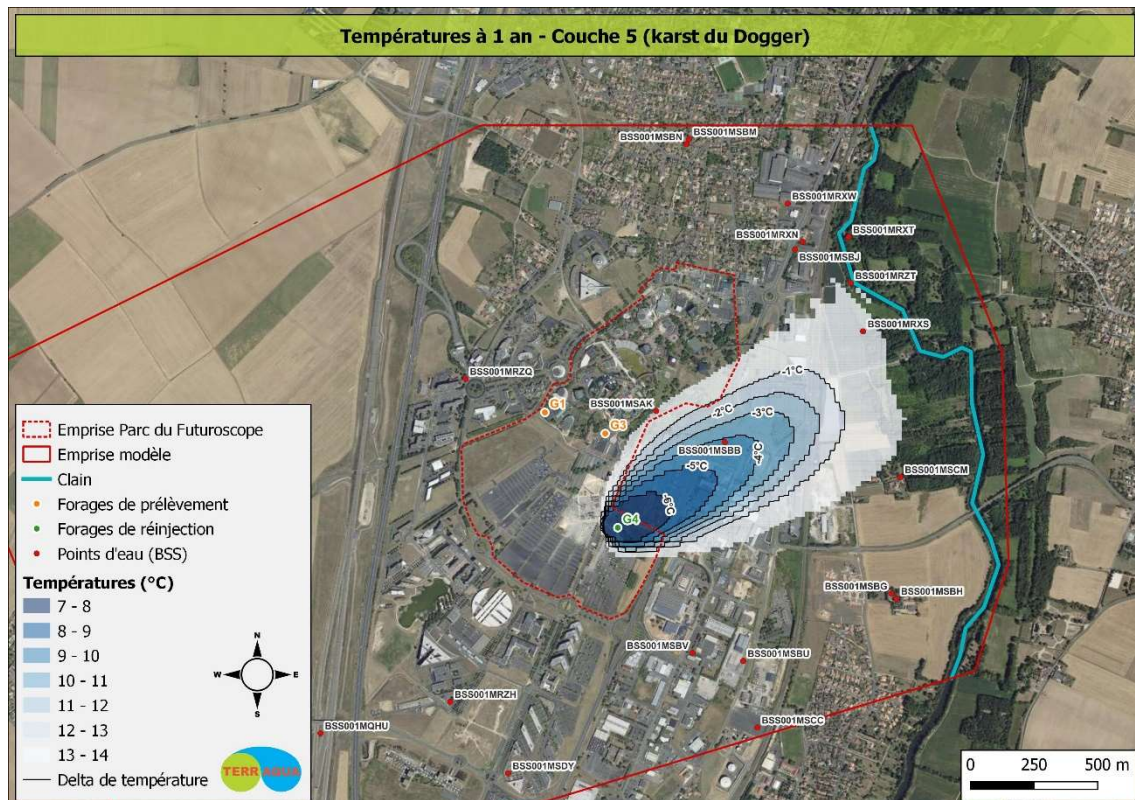 Températures à 1 an - Couche 5 (karst du Dogger)
BSS001MSBN
BSS001MSBM
BSS001MRXW
BSS001MRXN
BSS001MRXT
BSS001MSBJ
BSS001MRZT
BSS001MRXS
BSS001MRZQ
-1°C
G1
BSS001MSAK
-2°C
-3°C
G3
BSS001MSBB
-4°C
-5°C
BSS001MSCM
-6°C
G4
BSS001MSBG
BSS001MSBH
BSS001MSBV
BSS001MSBU
BSS001MRZH
BSS001MQHU
BSS001MSCC
BSS001MSDY
Emprise Parc du Futuroscope
Emprise modèle
Clain
Forages de prélèvement
Forages de réinjection
Points d'eau (BSS)
Températures (°C)
7 - 8
8 - 9
9 - 10
10 - 11
11 - 12
12 - 13
13 - 14
Delta de température
N
W
E
S
TERRAQUA
0 250 500 m